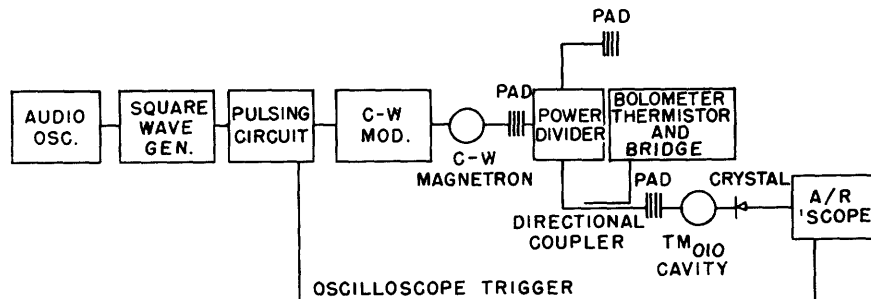 PAD
PAD
AUDIO
OSC.
SQUARE
WAVE
GEN.
PULSING
CIRCUIT
C-W
MOD.
C-W
MAGNETRON
POWER
DIVIDER
BOLOMETER
THERMISTOR
AND
BRIDGE
PAD
CRYSTAL
A/R
'SCOPE
DIRECTIONAL
COUPLER
TM010
CAVITY
OSCILLOSCOPE TRIGGER